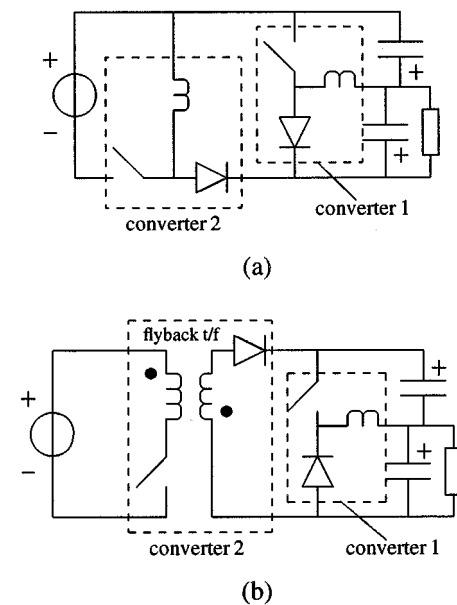 +
+
−
+
converter 1
converter 2
(a)
flyback t/f
+
+
+
−
converter 2
converter 1
(b)